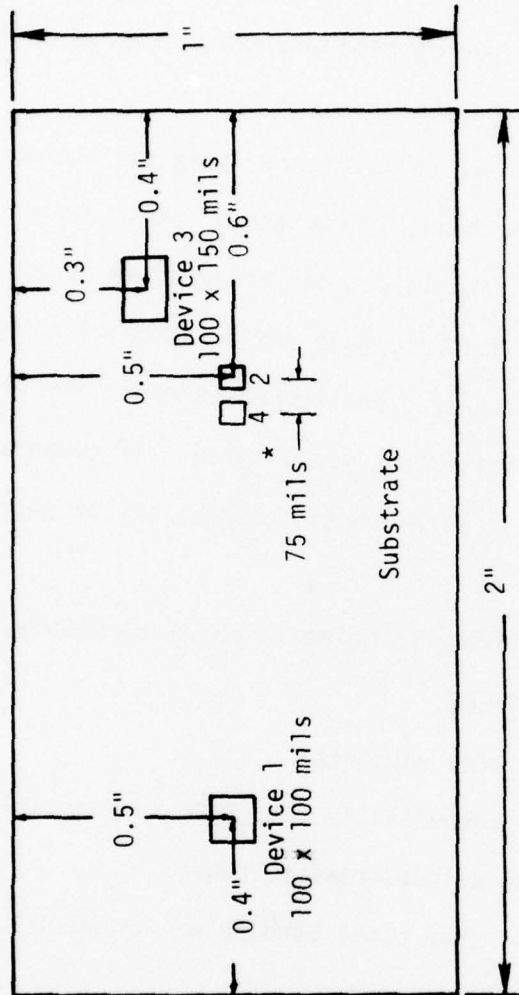 1"
0.3"
0.4"
Device 3
100 x 150 mils
0.5"
0.6"
4
2
*
75 mils
Substrate
0.5"
0.4"
Device 1
100 x 100 mils
2"